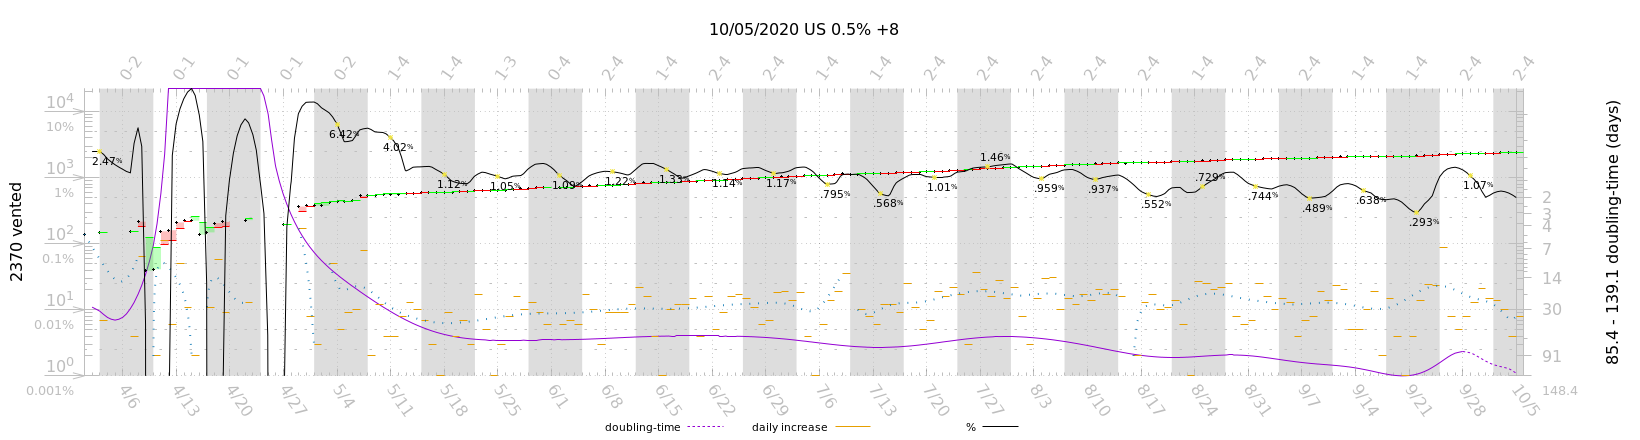 10/05/2020 US 0.5% +8
0-2 0-1 0-1 0-1 0-2 1-4 1-4 1-3 0-4 2-4 1-4 2-4 2-4 1-4 1-4 2-4 2-4 1-4 2-4 2-4 1-4 2-4 1-4 1-4 1-4 2-4 2-4
10⁴
10%
10³
1%
10²
0.1%
10¹
0.01%
10⁰
0.001%
2370 vented
2.47% 6.42% 4.02% 1.12% 1.05% 1.09% 1.22% 1.33% 1.14% 1.17% .795% .568% 1.01% 1.46% .959% .937% .552% .729% .744% .489% .638% .293% 1.07%
2
3
4
7
14
30
91
148.4
85.4 - 139.1 doubling-time (days)
4/6 4/13 4/20 4/27 5/4 5/11 5/18 5/25 6/1 6/8 6/15 6/22 6/29 7/6 7/13 7/20 7/27 8/3 8/10 8/17 8/24 8/31 9/7 9/14 9/21 9/28 10/5
doubling-time daily increase %